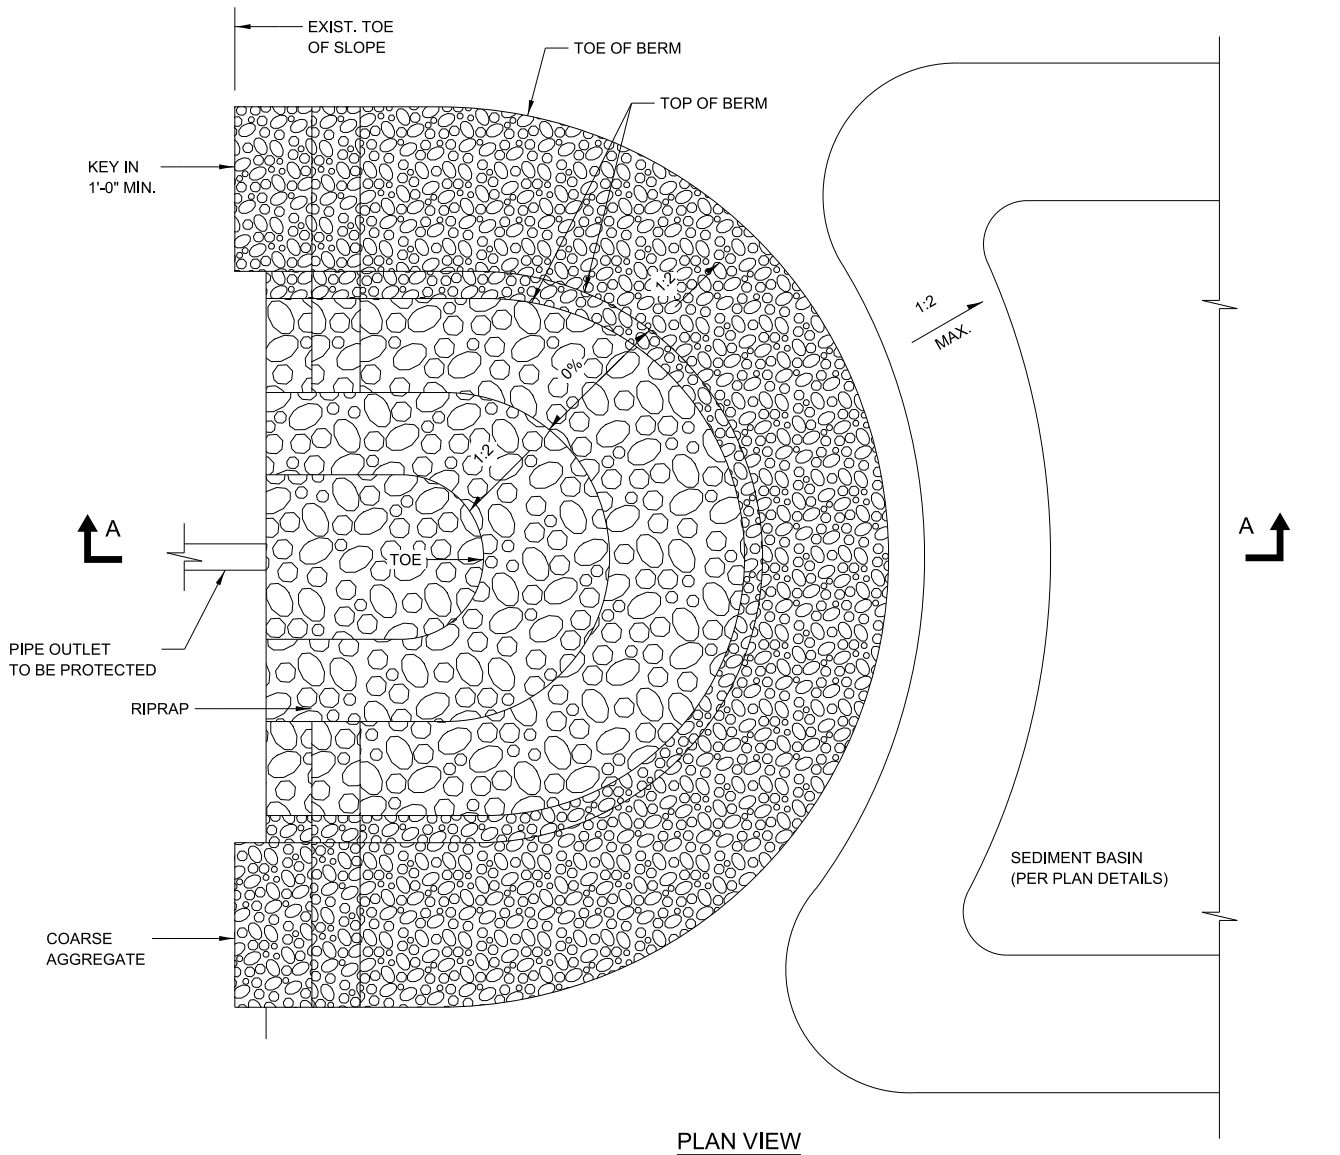 EXIST. TOE
OF SLOPE
TOE OF BERM
TOP OF BERM
KEY IN
1'-0" MIN.
1:2
1:2
MAX.
0%
1:2
A
A
TOE
PIPE OUTLET
TO BE PROTECTED
RIPRAP
SEDIMENT BASIN
(PER PLAN DETAILS)
COARSE
AGGREGATE
PLAN VIEW